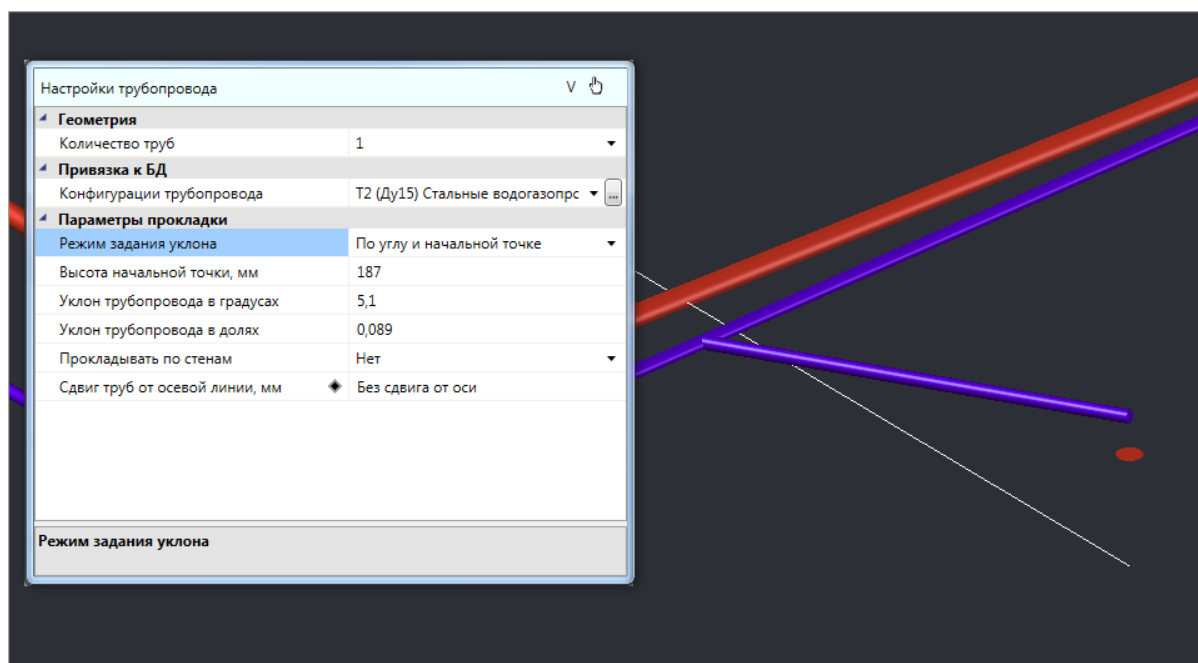 Настройки трубопровода V
Геометрия
Количество труб 1
Привязка к БД
Конфигурации трубопровода Т2 (Ду15) Стальные водогазопрс ...
Параметры прокладки
Режим задания уклона По углу и начальной точке
Высота начальной точки, мм 187
Уклон трубопровода в градусах 5,1
Уклон трубопровода в долях 0,089
Прокладывать по стенам Нет
Сдвиг труб от осевой линии, мм Без сдвига от оси
Режим задания уклона